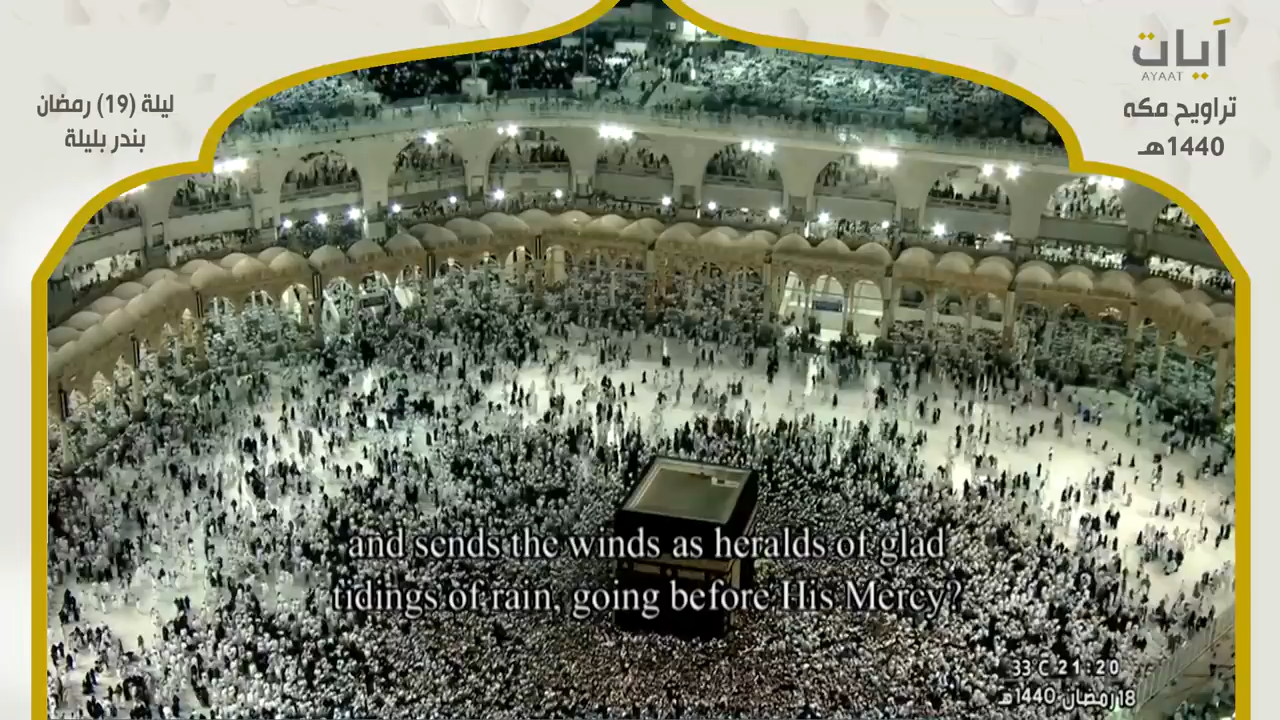 آيات
AYAAT
تراويح مكه
1440هـ
ليلة (19) رمضان
بندر بليلة
and sends the winds as heralds of glad
tidings of rain, going before His Mercy?
33 C 21:20
18 رمضان 1440هـ